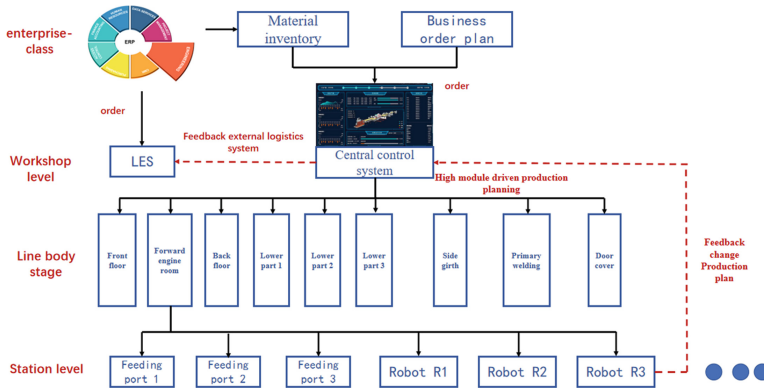 enterprise-
class
ERP
Material
inventory
Business
order plan
order
order
Feedback external logistics
system
Workshop
level
LES
Central control
system
High module driven production
planning
Line body
stage
Front
floor
Forward
engine
room
Back
floor
Lower
part 1
Lower
part 2
Lower
part 3
Side
girth
Primary
welding
Door
cover
Feedback
change
Production
plan
Station level
Feeding
port 1
Feeding
port 2
Feeding
port 3
Robot R1
Robot R2
Robot R3